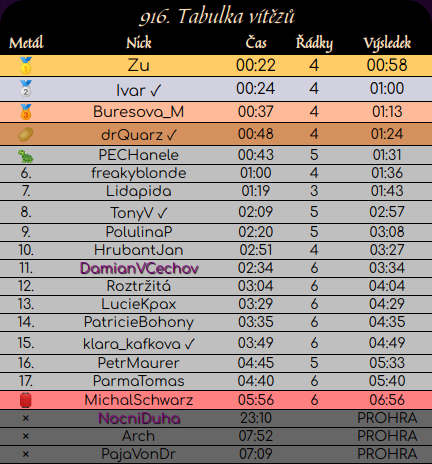 916. Tabulka vítězů
Metál Nick Čas Řádky Výsledek
🥇 Zu 00:22 4 00:58
🥈 Ivar ✓ 00:24 4 01:00
🥉 Buresova_M 00:37 4 01:13
🥔 drQuarz ✓ 00:48 4 01:24
🐢 PECHanele 00:43 5 01:31
6. freakyblonde 01:00 4 01:36
7. Lidapida 01:19 3 01:43
8. TonyV ✓ 02:09 5 02:57
9. PolulinaP 02:20 5 03:08
10. HrubantJan 02:51 4 03:27
11. DamianVCechov 02:34 6 03:34
12. Roztržitá 03:04 6 04:04
13. LucieKpax 03:29 6 04:29
14. PatricieBohony 03:35 6 04:35
15. klara_kafkova ✓ 03:49 6 04:49
16. PetrMaurer 04:45 5 05:33
17. ParmaTomas 04:40 6 05:40
MichalSchwarz 05:56 6 06:56
× NocniDuha 23:10 PROHRA
× Arch 07:52 PROHRA
× PajaVonDr 07:09 PROHRA